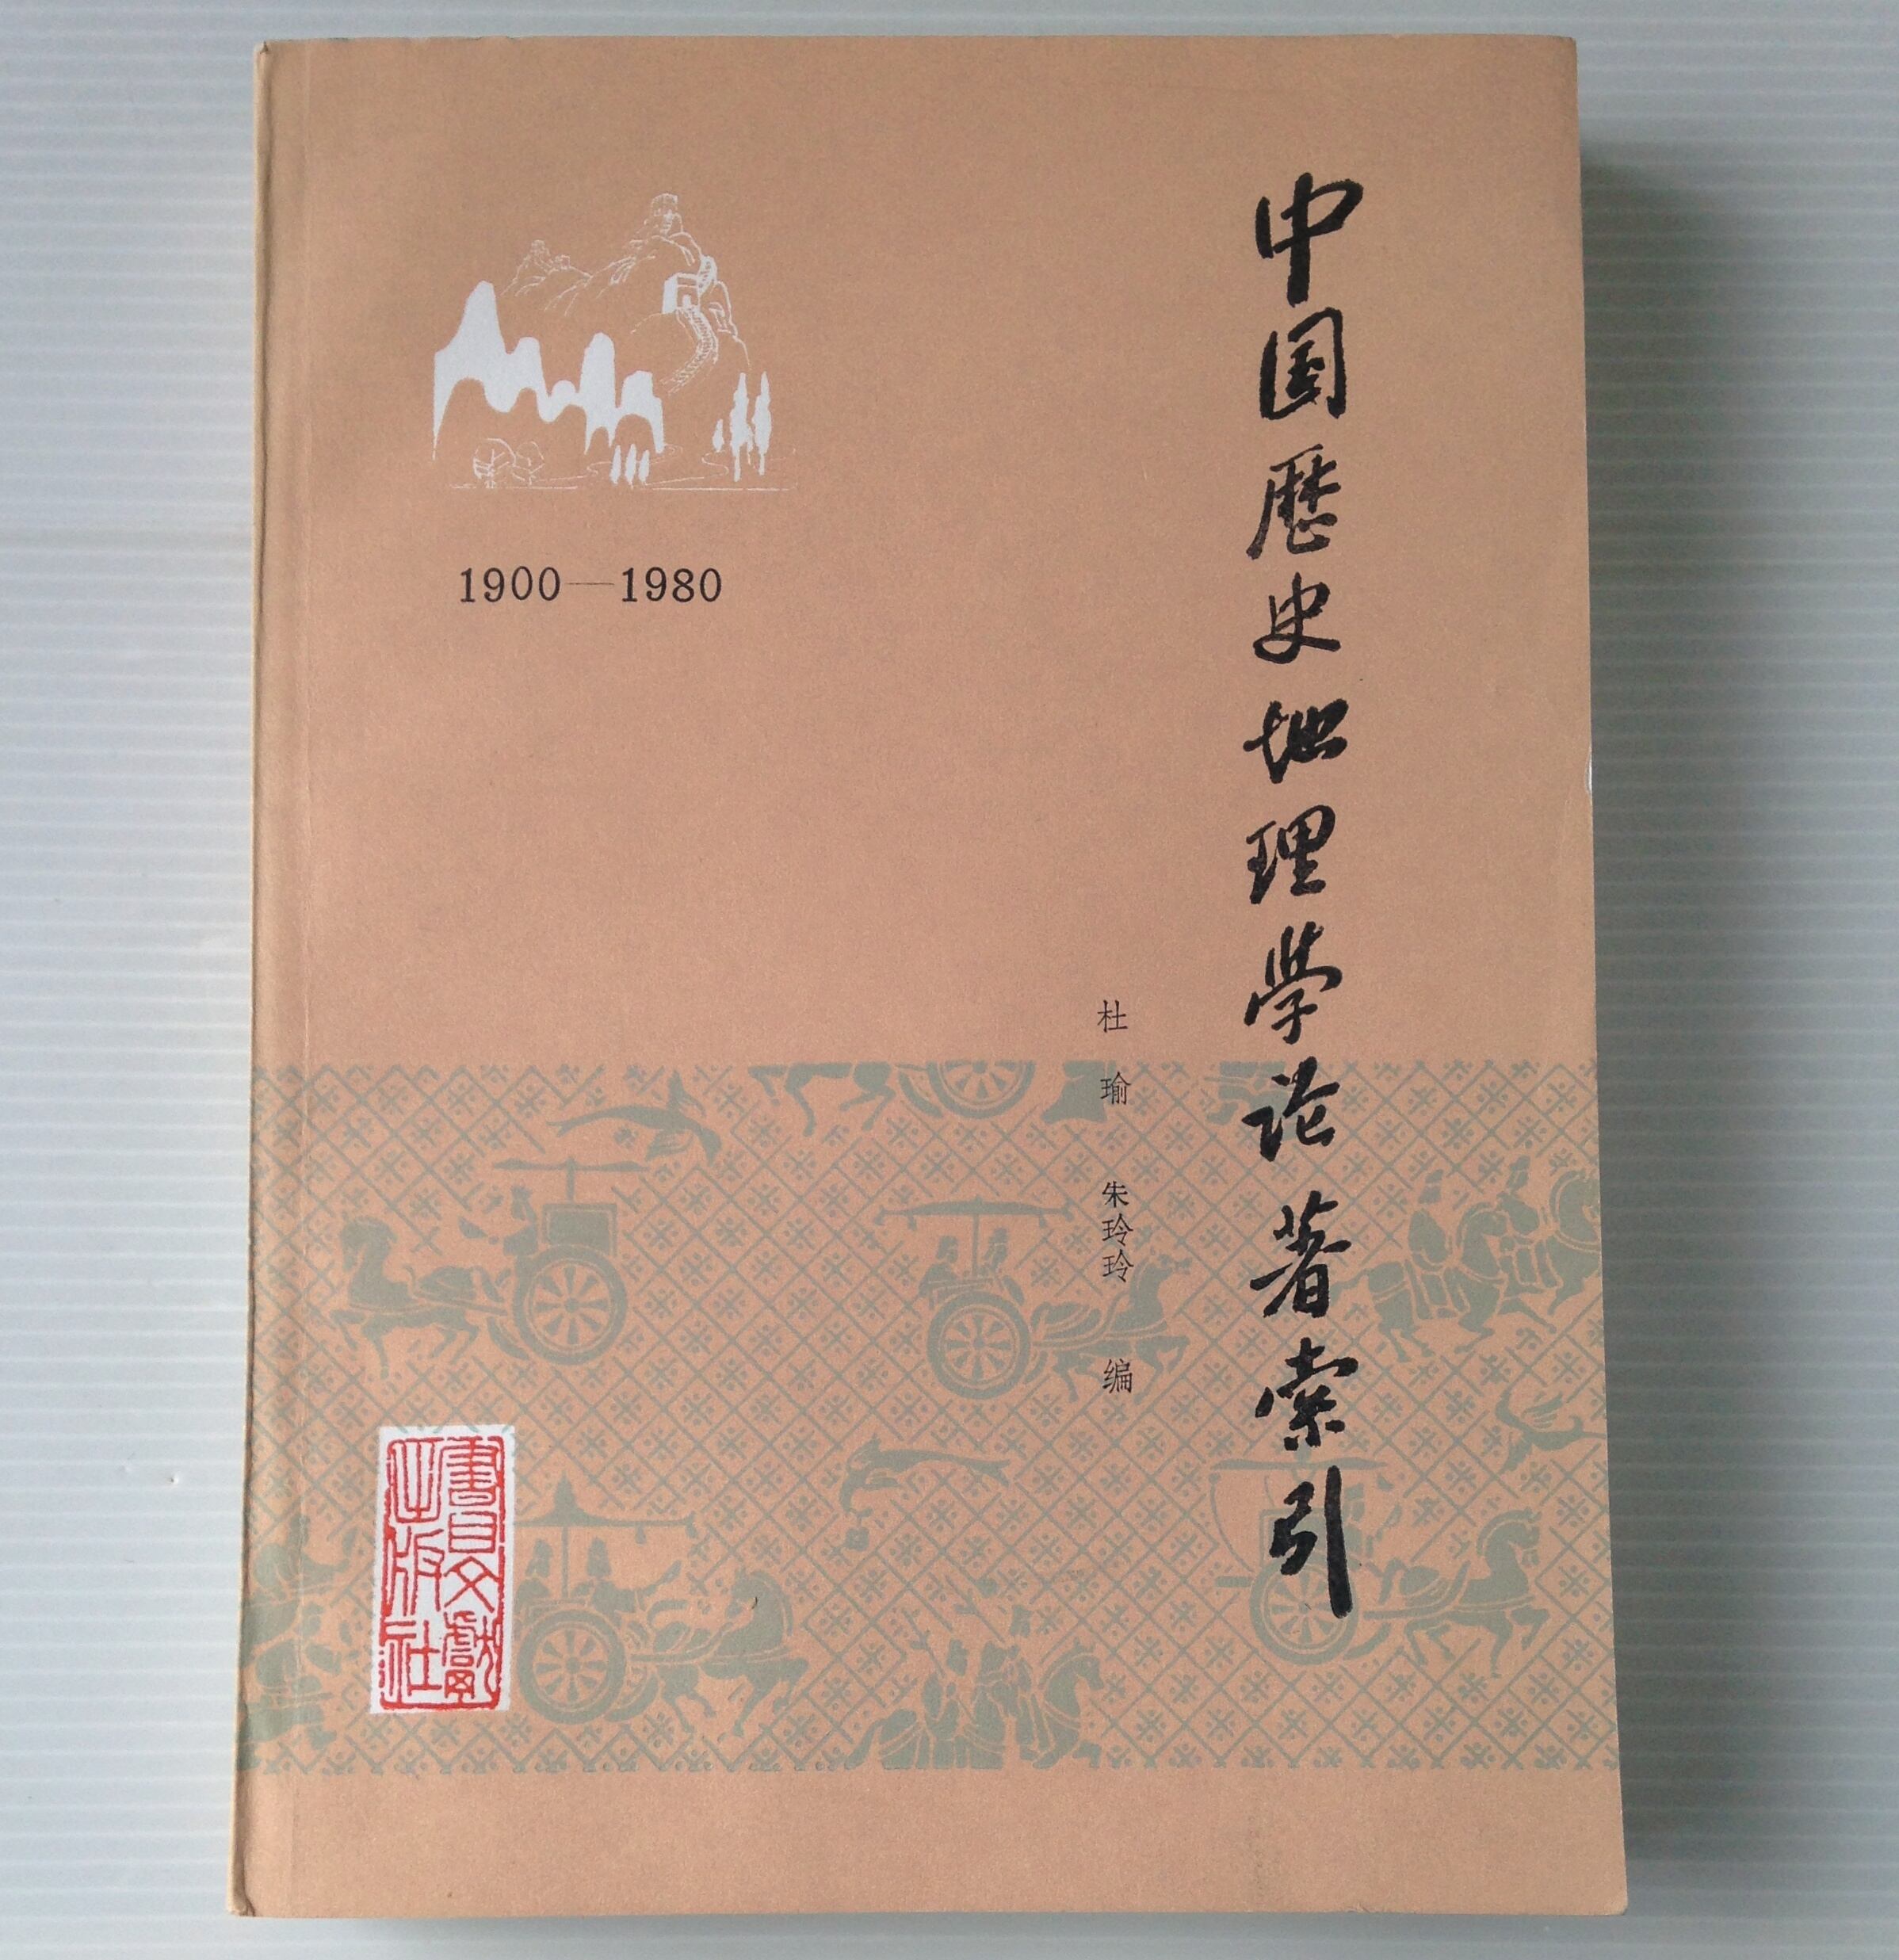 中国歷史地理学论著索引
1900—1980
杜瑜 朱玲玲 编
書目文獻
出版社